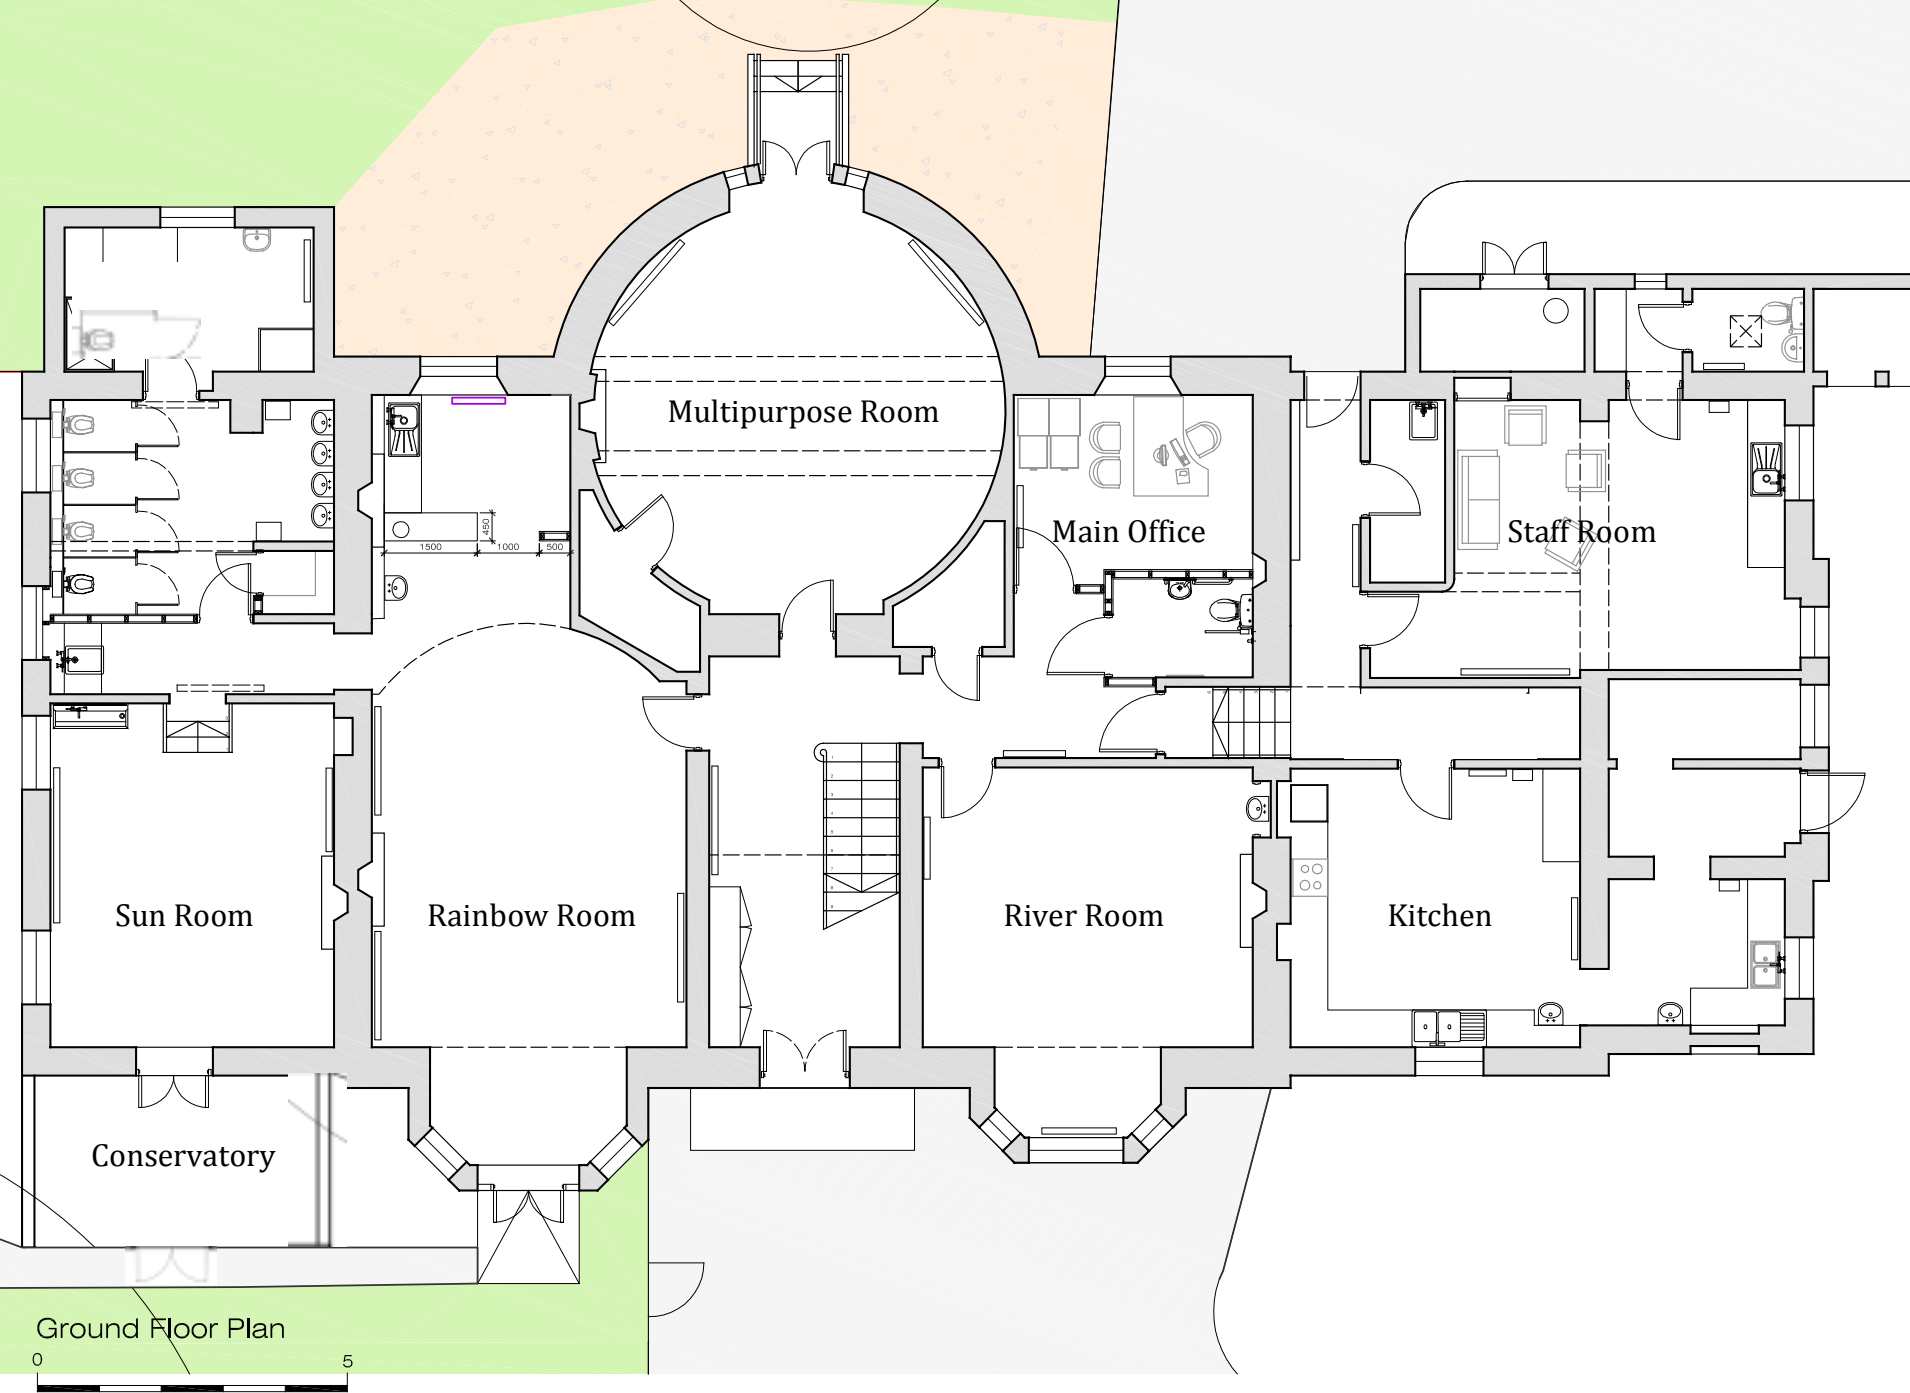 Multipurpose Room
450
1500
1000
500
Main Office
Staff Room
Sun Room
Rainbow Room
River Room
Kitchen
Conservatory
Ground Floor Plan
0
5